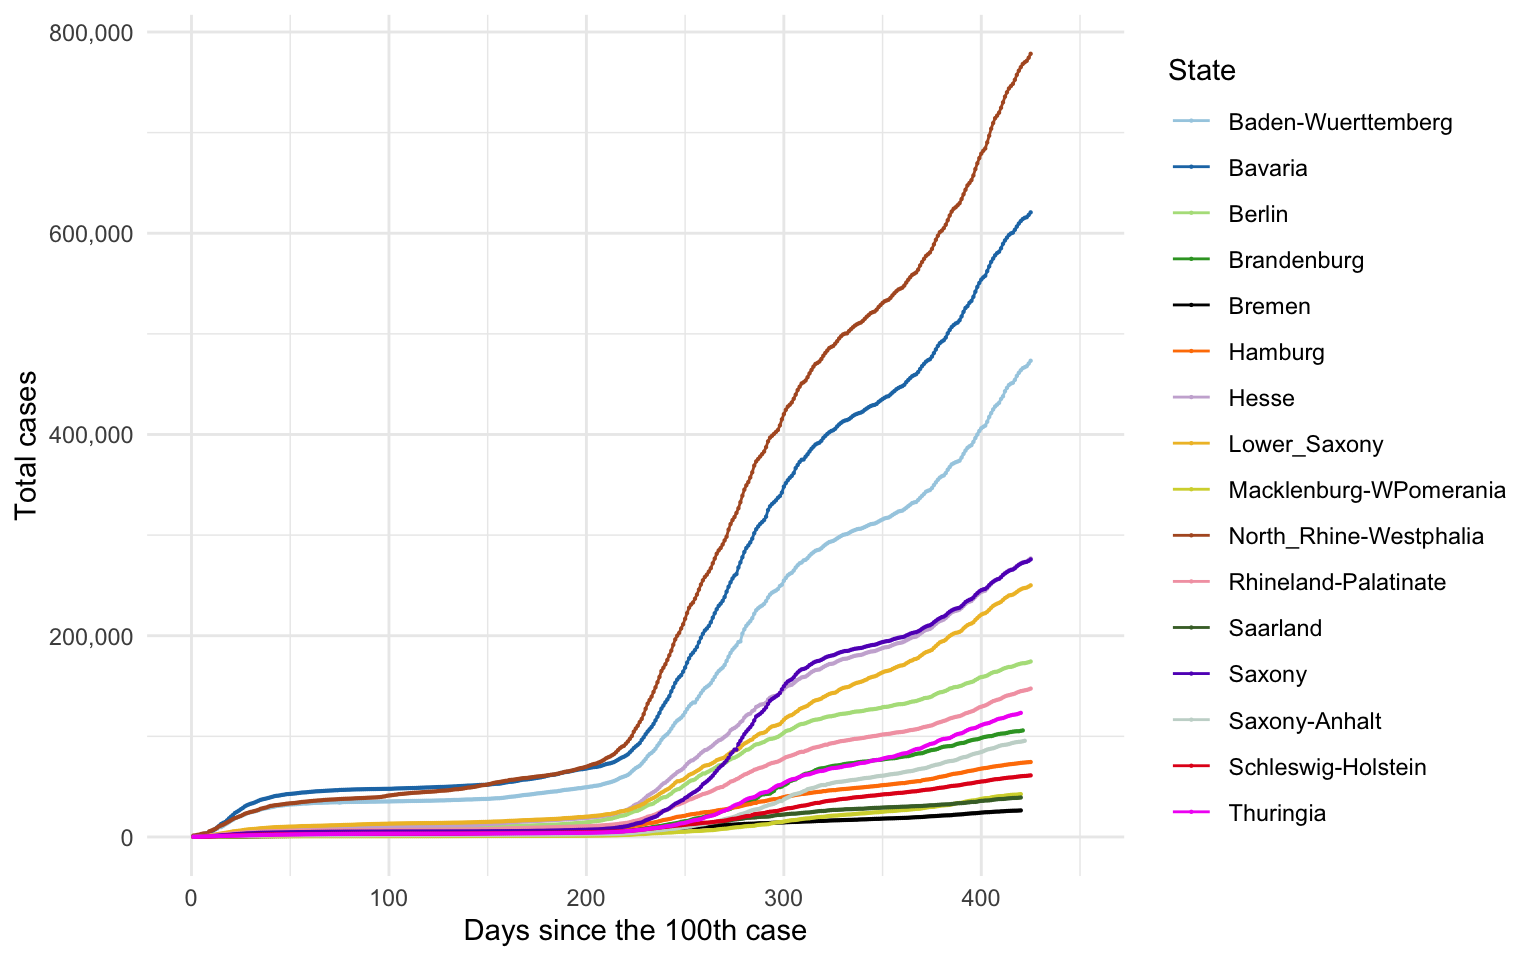 800,000
600,000
400,000
200,000
0
Total cases
0 100 200 300 400
Days since the 100th case
State
Baden-Wuerttemberg
Bavaria
Berlin
Brandenburg
Bremen
Hamburg
Hesse
Lower_Saxony
Macklenburg-WPomerania
North_Rhine-Westphalia
Rhineland-Palatinate
Saarland
Saxony
Saxony-Anhalt
Schleswig-Holstein
Thuringia